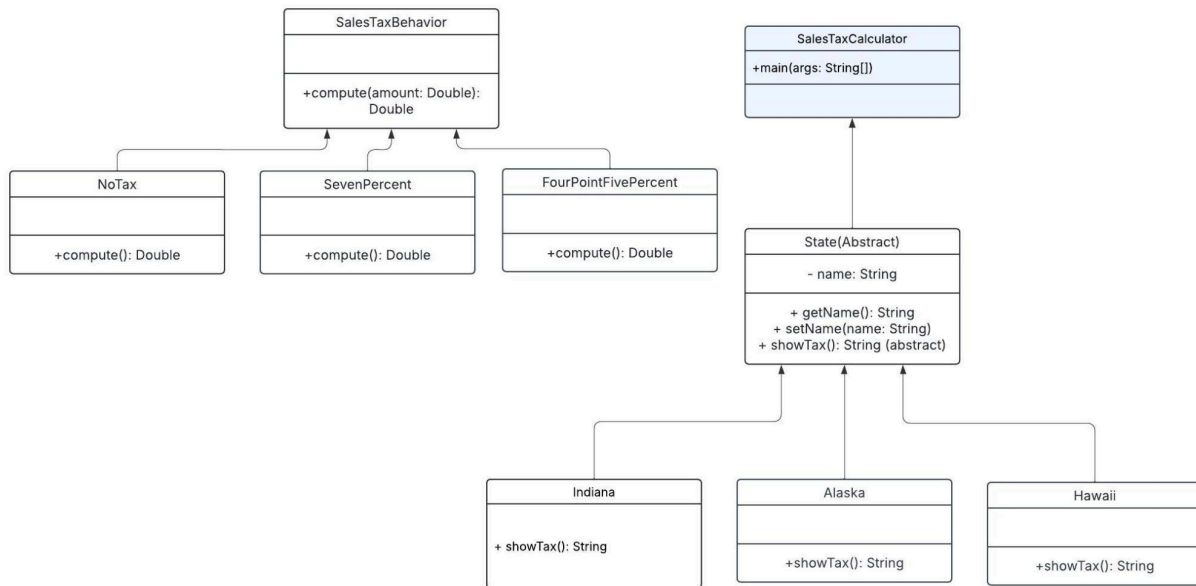 SalesTaxBehavior
+compute(amount: Double):
Double
SalesTaxCalculator
+main(args: String[])
NoTax
+compute(): Double
SevenPercent
+compute(): Double
FourPointFivePercent
+compute(): Double
State(Abstract)
- name: String
+ getName(): String
+ setName(name: String)
+ showTax(): String (abstract)
Indiana
+ showTax(): String
Alaska
+showTax(): String
Hawaii
+showTax(): String